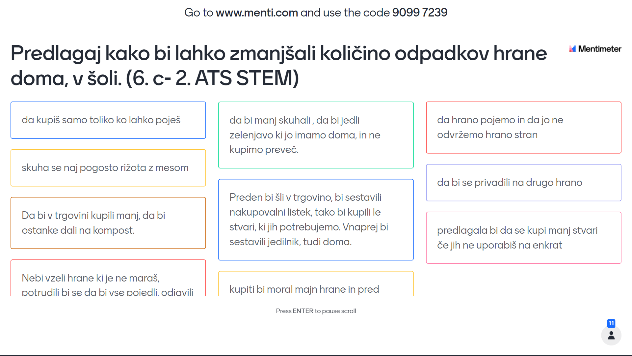 Go to www.menti.com and use the code 9099 7239
Predlagaj kako bi lahko zmanjšali količino odpadkov hrane
doma, v šoli. (6. c- 2. ATS STEM)
Mentimeter
da kupiš samo toliko ko lahko poješ
skuha se naj pogosto rižota z mesom
Da bi v trgovini kupili manj, da bi
ostanke dali na kompost.
Nebi vzeli hrane ki je ne maraš,
potrudili bi se da bi vse pojedli, odjavili
da bi manj skuhali , da bi jedli
zelenjavo ki jo imamo doma, in ne
kupimo preveč.
Preden bi šli v trgovino, bi sestavili
nakupovalni listek, tako bi kupili le
stvari, ki jih potrebujemo. Vnaprej bi
sestavili jedilnik, tudi doma.
kupiti bi moral majn hrane in pred
da hrano pojemo in da jo ne
odvržemo hrano stran
da bi se privadili na drugo hrano
predlagala bi da se kupi manj stvari
če jih ne uporabiš na enkrat
Press ENTER to pause scroll
11